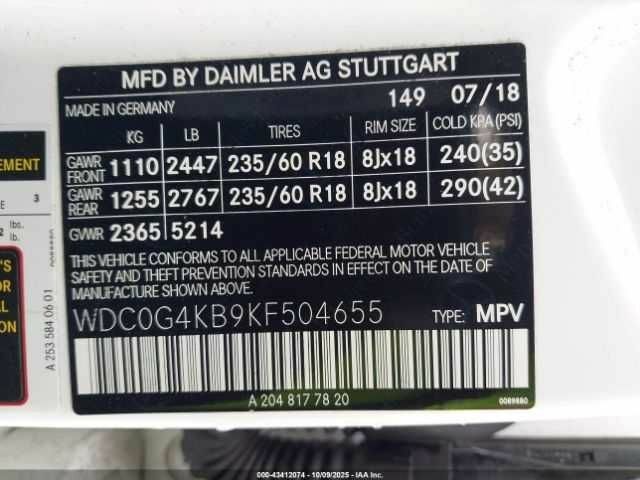 MFD BY DAIMLER AG STUTTGART
MADE IN GERMANY 149 07/18
KG LB TIRES RIM SIZE COLD KPA(PSI)
GAWR FRONT 1110 2447 235/60 R18 8Jx18 240(35)
GAWR REAR 1255 2767 235/60 R18 8Jx18 290(42)
GVWR 2365 5214
THIS VEHICLE CONFORMS TO ALL APPLICABLE FEDERAL MOTOR VEHICLE
SAFETY AND THEFT PREVENTION STANDARDS IN EFFECT ON THE DATE OF
MANUFACTURE SHOWN ABOVE.
WDC0G4KB9KF504655 TYPE: MPV
A 204 817 78 20
0089880
EMENT
3
lbs.
lb.
0089880
A 253 584 06 01
00-43412074 - 10/09/2025 - IAA Inc.